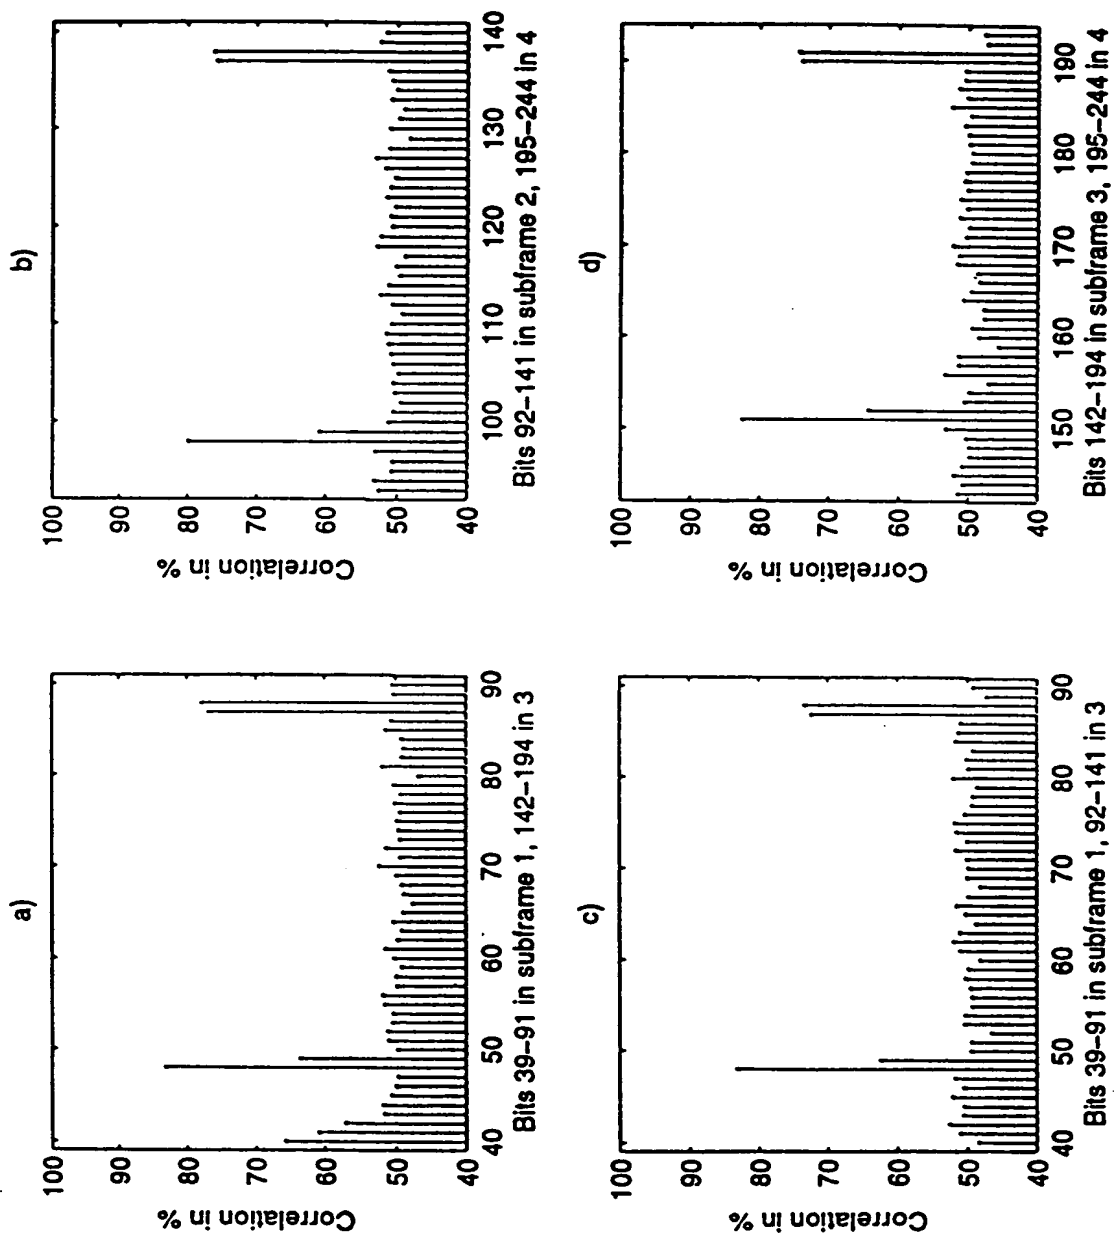 a)
100
90
80
70
60
50
40
Correlation in %
40 50 60 70 80 90
Bits 39–91 in subframe 1, 142–194 in 3
b)
100
90
80
70
60
50
40
Correlation in %
100 110 120 130 140
Bits 92–141 in subframe 2, 195–244 in 4
c)
100
90
80
70
60
50
40
Correlation in %
40 50 60 70 80 90
Bits 39–91 in subframe 1, 92–141 in 3
d)
100
90
80
70
60
50
40
Correlation in %
150 160 170 180 190
Bits 142–194 in subframe 3, 195–244 in 4